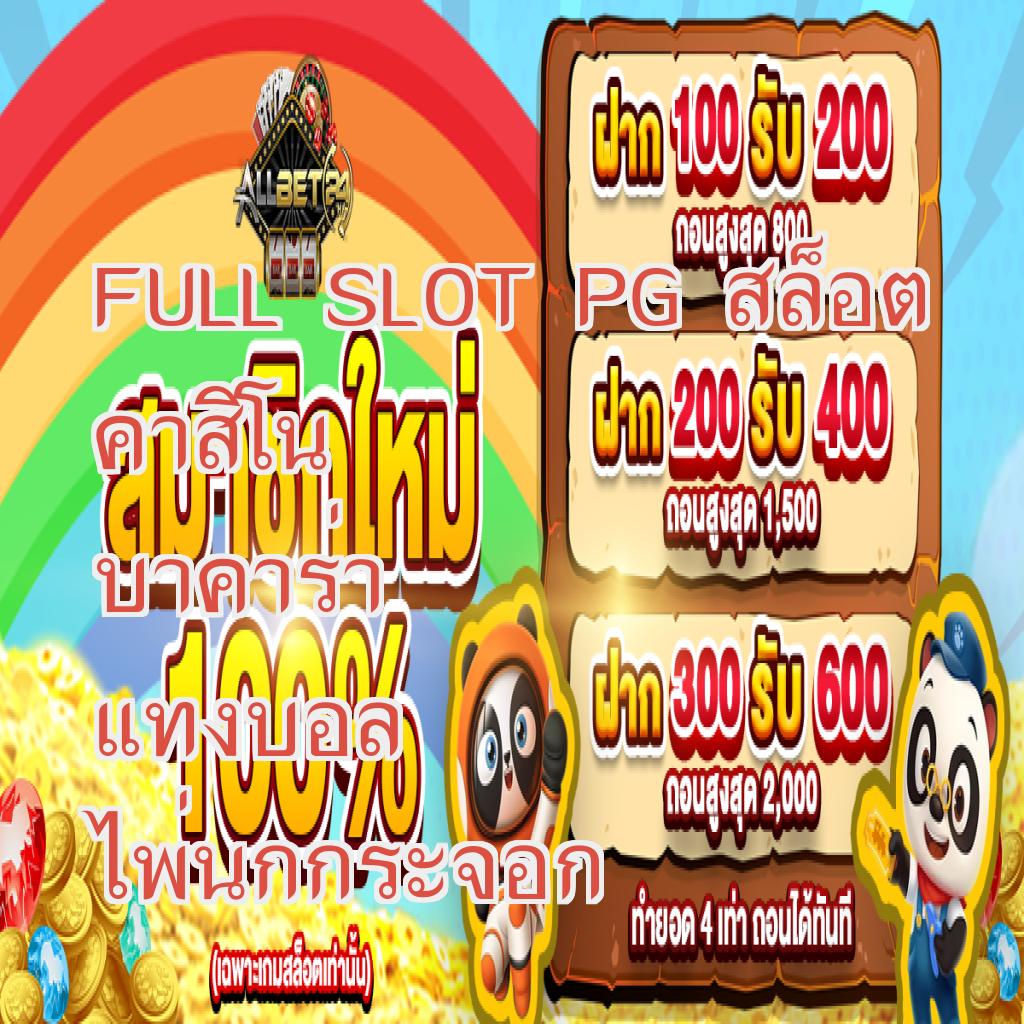 ALLBET24
FULL SLOT PG สล็อต
คาสิโน
บาคาร่า
แทงบอล
ไพ่นกกระจอก
สมาชิกใหม่
100%
(เฉพาะเกมสล็อตเท่านั้น)
ฝาก 100 รับ 200
ถอนสูงสุด 800
ฝาก 200 รับ 400
ถอนสูงสุด 1,500
ฝาก 300 รับ 600
ถอนสูงสุด 2,000
ทำยอด 4 เท่า ถอนได้ทันที